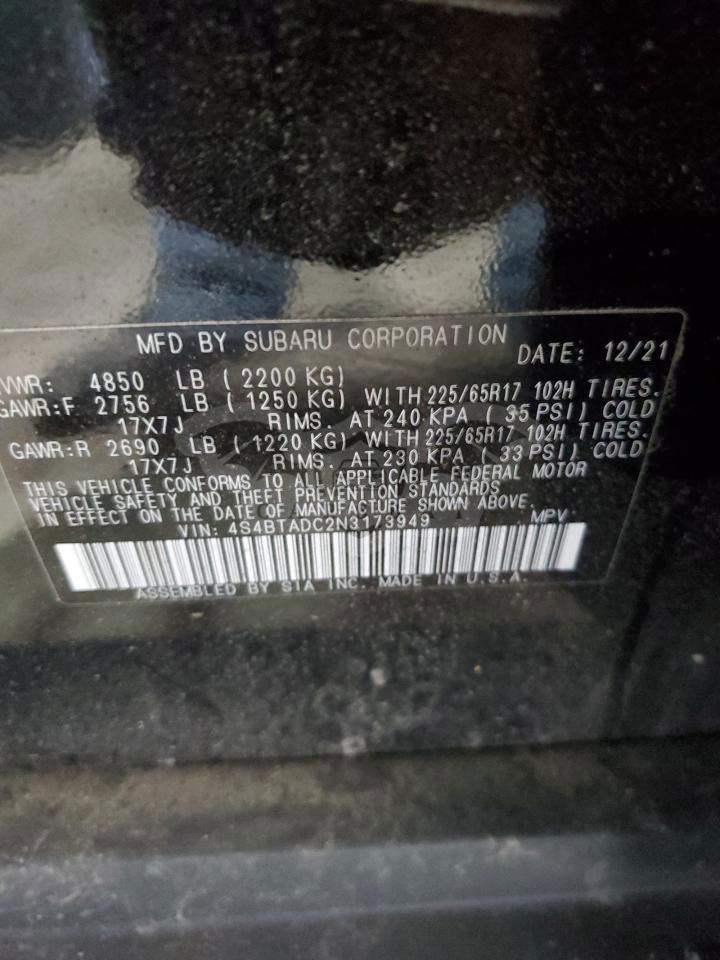 MFD BY SUBARU CORPORATION DATE: 12/21
VWR: 4850 LB ( 2200 KG)
GAWR:F 2756 LB ( 1250 KG) WITH 225/65R17 102H TIRES.
17X7J RIMS. AT 240 KPA ( 35 PSI) COLD
GAWR:R 2690 LB ( 1220 KG) WITH 225/65R17 102H TIRES.
17X7J RIMS. AT 230 KPA ( 33 PSI) COLD
THIS VEHICLE CONFORMS TO ALL APPLICABLE FEDERAL MOTOR
VEHICLE SAFETY AND THEFT PREVENTION STANDARDS
IN EFFECT ON THE DATE OF MANUFACTURE SHOWN ABOVE.
VIN: 4S4BTADC2N3173949 MPV
ASSEMBLED BY SIA INC. MADE IN U.S.A.